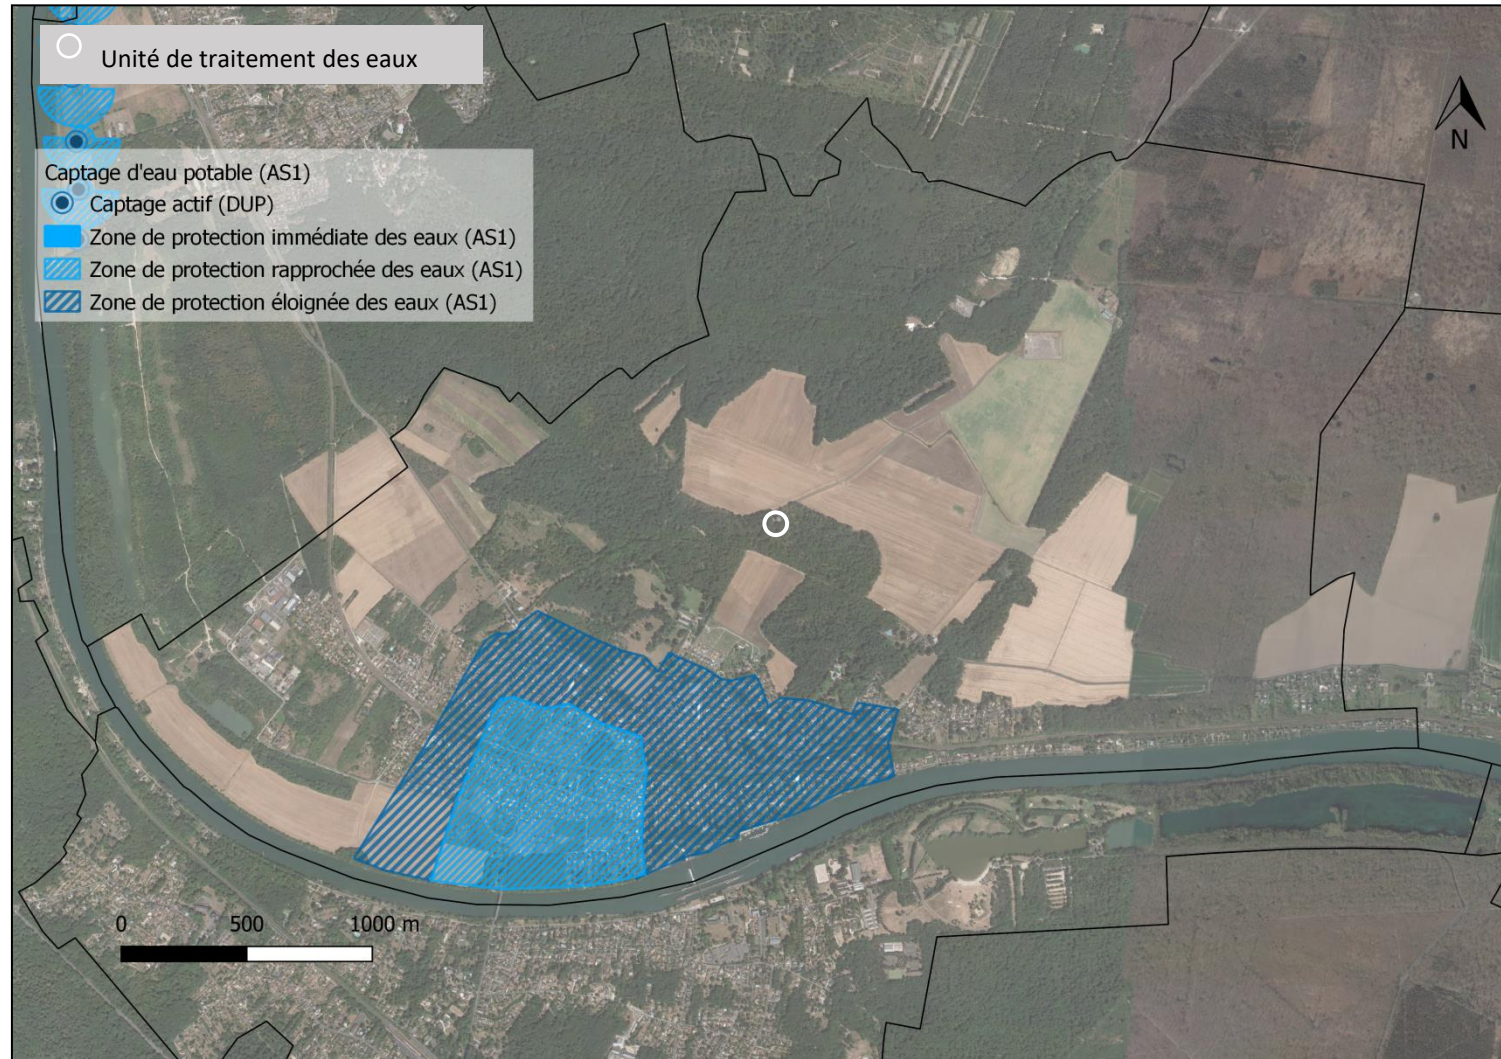 Unité de traitement des eaux
N
Captage d'eau potable (AS1)
Captage actif (DUP)
Zone de protection immédiate des eaux (AS1)
Zone de protection rapprochée des eaux (AS1)
Zone de protection éloignée des eaux (AS1)
0 500 1000 m